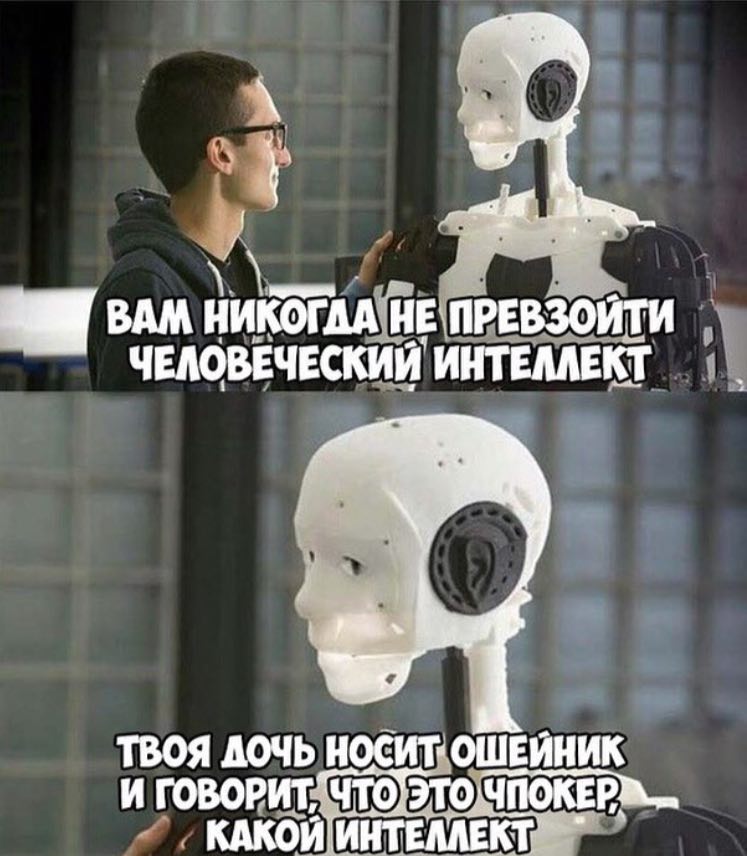 ВАМ НИКОГДА НЕ ПРЕВЗОЙТИ
ЧЕЛОВЕЧЕСКИЙ ИНТЕЛЛЕКТ
ТВОЯ ДОЧЬ НОСИТ ОШЕЙНИК
И ГОВОРИТ, ЧТО ЭТО ЧПОКЕР,
КАКОЙ ИНТЕЛЛЕКТ